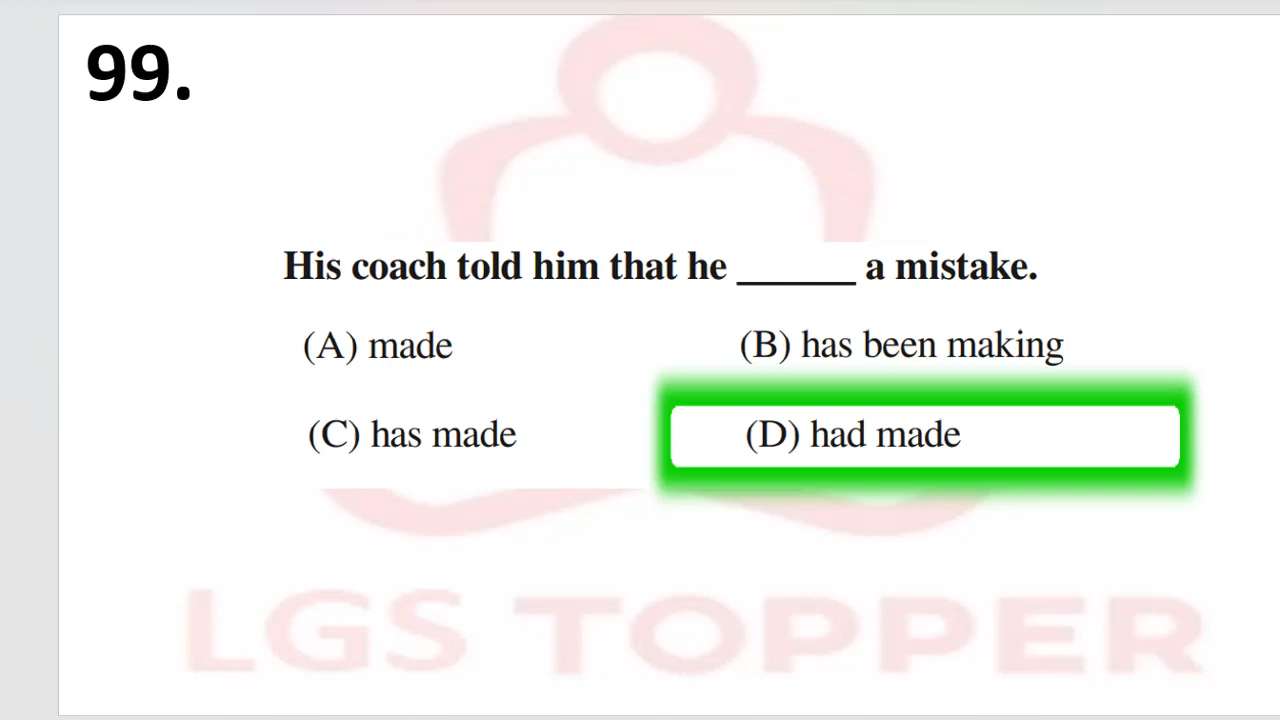 99.
His coach told him that he ______ a mistake.
(A) made (B) has been making
(C) has made (D) had made
LGS TOPPER